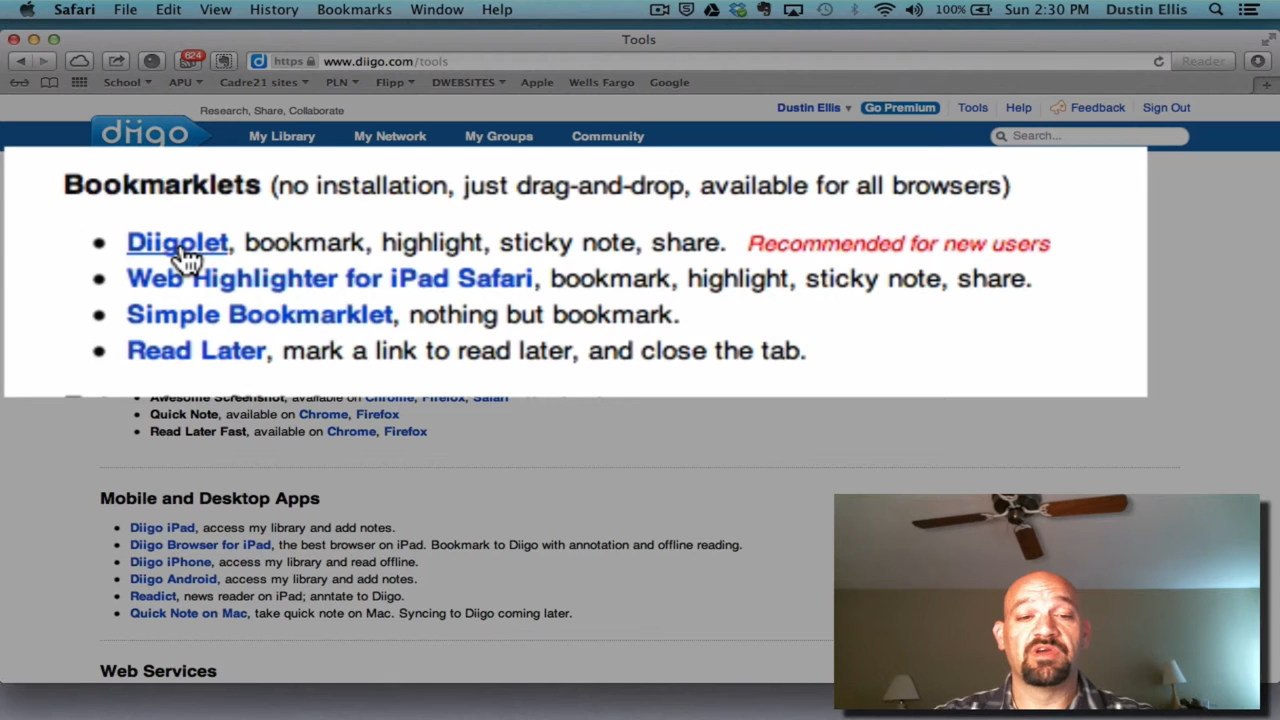 Safari File Edit View History Bookmarks Window Help 100% Sun 2:30 PM Dustin Ellis
Tools
624 https www.diigo.com/tools Reader
School APU Cadre21 sites PLN Flipp DWEBSITES Apple Wells Fargo Google
Research, Share, Collaborate Dustin Ellis Go Premium Tools Help Feedback Sign Out
diigo My Library My Network My Groups Community Search...
Bookmarklets (no installation, just drag-and-drop, available for all browsers)
Diigolet, bookmark, highlight, sticky note, share. Recommended for new users
Web Highlighter for iPad Safari, bookmark, highlight, sticky note, share.
Simple Bookmarklet, nothing but bookmark.
Read Later, mark a link to read later, and close the tab.
Awesome Screenshot, available on Chrome, Firefox, Safari
Quick Note, available on Chrome, Firefox
Read Later Fast, available on Chrome, Firefox
Mobile and Desktop Apps
Diigo iPad, access my library and add notes.
Diigo Browser for iPad, the best browser on iPad. Bookmark to Diigo with annotation and offline reading.
Diigo iPhone, access my library and read offline.
Diigo Android, access my library and add notes.
Readict, news reader on iPad; anntate to Diigo.
Quick Note on Mac, take quick note on Mac. Syncing to Diigo coming later.
Web Services